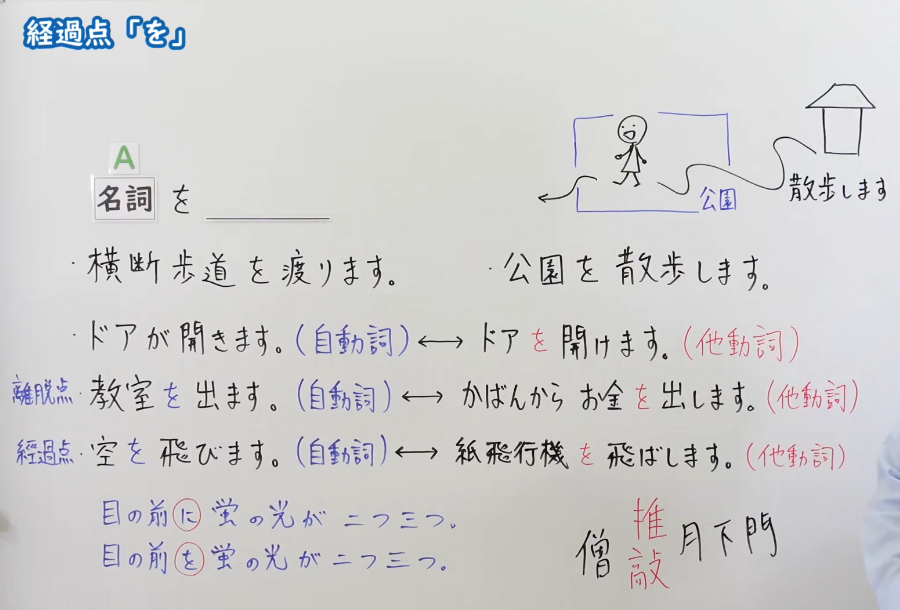 経過点「を」
A
名詞 を
公園
散歩します
・横断歩道を渡ります。
・公園を散歩します。
・ドアが開きます。(自動詞)←→ドアを開けます。(他動詞)
離脱点・教室を出ます。(自動詞)←→かばんからお金を出します。(他動詞)
經過点・空を飛びます。(自動詞)←→紙飛行機を飛ばします。(他動詞)
目の前に蛍の光が二つ三つ。
目の前を蛍の光が二つ三つ。
推
僧 月下門
敲